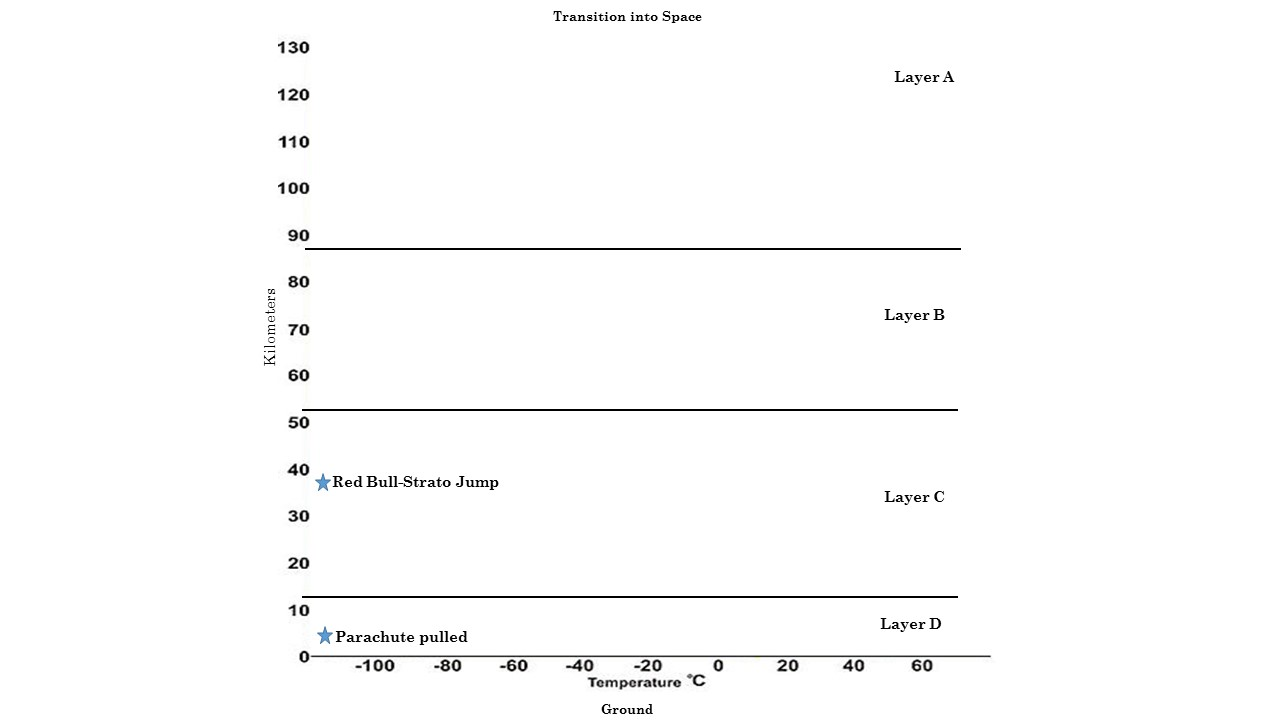 Transition into Space
130
Layer A
120
110
100
90
80
Layer B
70
Kilometers
60
50
40
Red Bull-Strato Jump
Layer C
30
20
10
Layer D
Parachute pulled
0
-100 -80 -60 -40 -20 0 20 40 60
Temperature °C
Ground